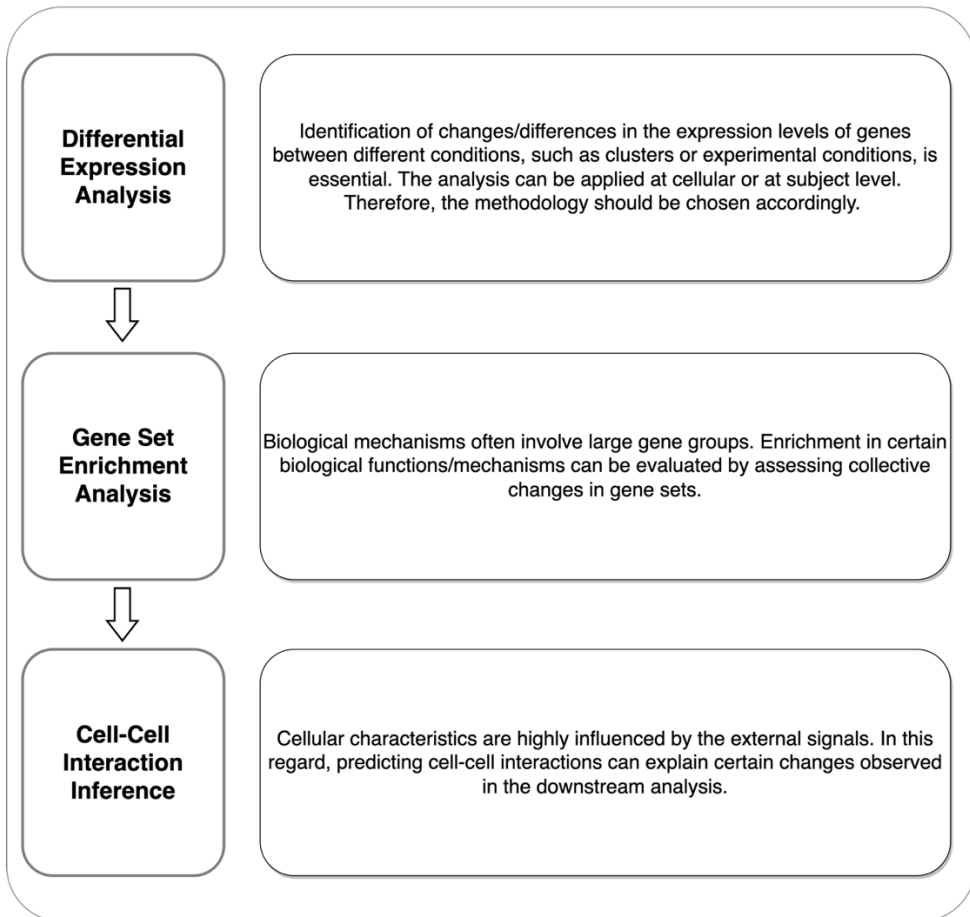 Differential
Expression
Analysis
Identification of changes/differences in the expression levels of genes
between different conditions, such as clusters or experimental conditions, is
essential. The analysis can be applied at cellular or at subject level.
Therefore, the methodology should be chosen accordingly.
Gene Set
Enrichment
Analysis
Biological mechanisms often involve large gene groups. Enrichment in certain
biological functions/mechanisms can be evaluated by assessing collective
changes in gene sets.
Cell-Cell
Interaction
Inference
Cellular characteristics are highly influenced by the external signals. In this
regard, predicting cell-cell interactions can explain certain changes observed
in the downstream analysis.